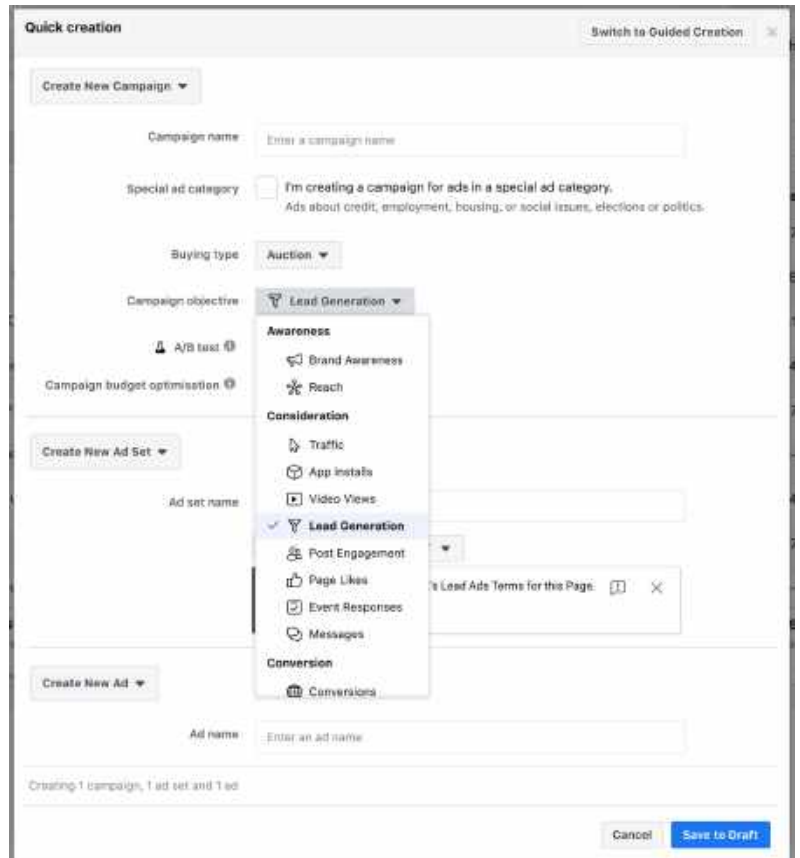 Quick creation
Switch to Guided Creation
Create New Campaign
Campaign name
Enter a campaign name
Special ad category
I'm creating a campaign for ads in a special ad category.
Ads about credit, employment, housing, or social issues, elections or politics.
Buying type
Auction
Campaign objective
Lead Generation
A/B test
Campaign budget optimisation
Awareness
Brand Awareness
Reach
Consideration
Traffic
App Installs
Video Views
Lead Generation
Post Engagement
Page Likes
Event Responses
Messages
Conversion
Conversions
Create New Ad Set
Ad set name
's Lead Ads Terms for this Page.
Create New Ad
Ad name
Enter an ad name
Creating 1 campaign, 1 ad set and 1 ad
Cancel
Save to Draft